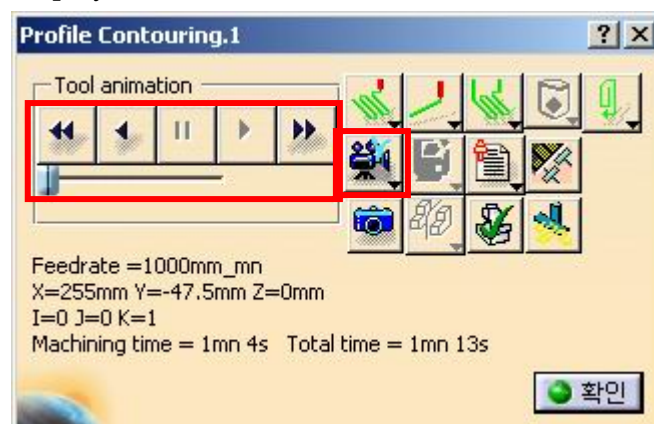 Profile Contouring.1
Tool animation
Feedrate =1000mm_mn
X=255mm Y=-47.5mm Z=0mm
I=0 J=0 K=1
Machining time = 1mn 4s Total time = 1mn 13s
확인